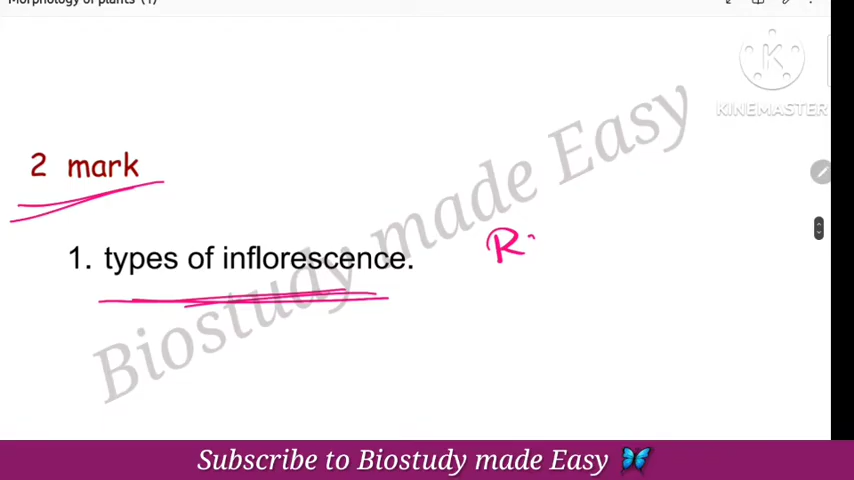 Morphology of plants (1)
KINEMASTER
2 mark
1. types of inflorescence.
R
Biostudy made Easy
Subscribe to Biostudy made Easy 🦋